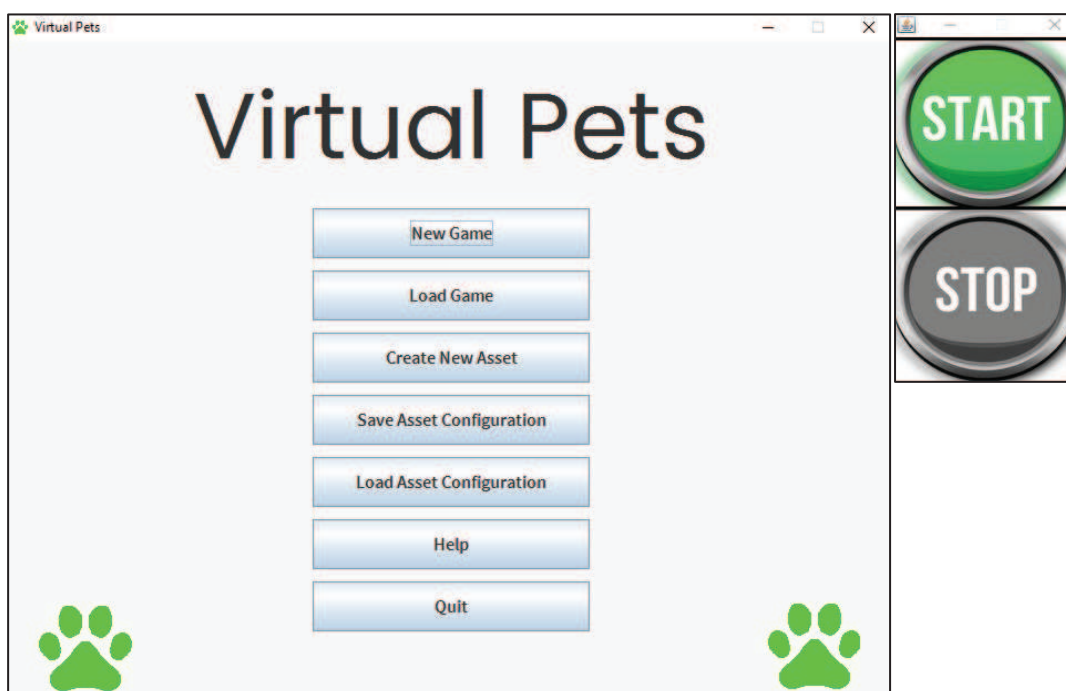 Virtual Pets
Virtual Pets
New Game
Load Game
Create New Asset
Save Asset Configuration
Load Asset Configuration
Help
Quit
START
STOP